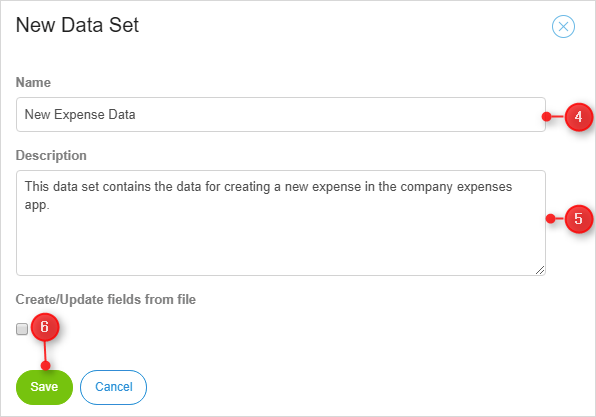 New Data Set
Name
New Expense Data
4
Description
This data set contains the data for creating a new expense in the company expenses
app.
5
Create/Update fields from file
6
Save
Cancel